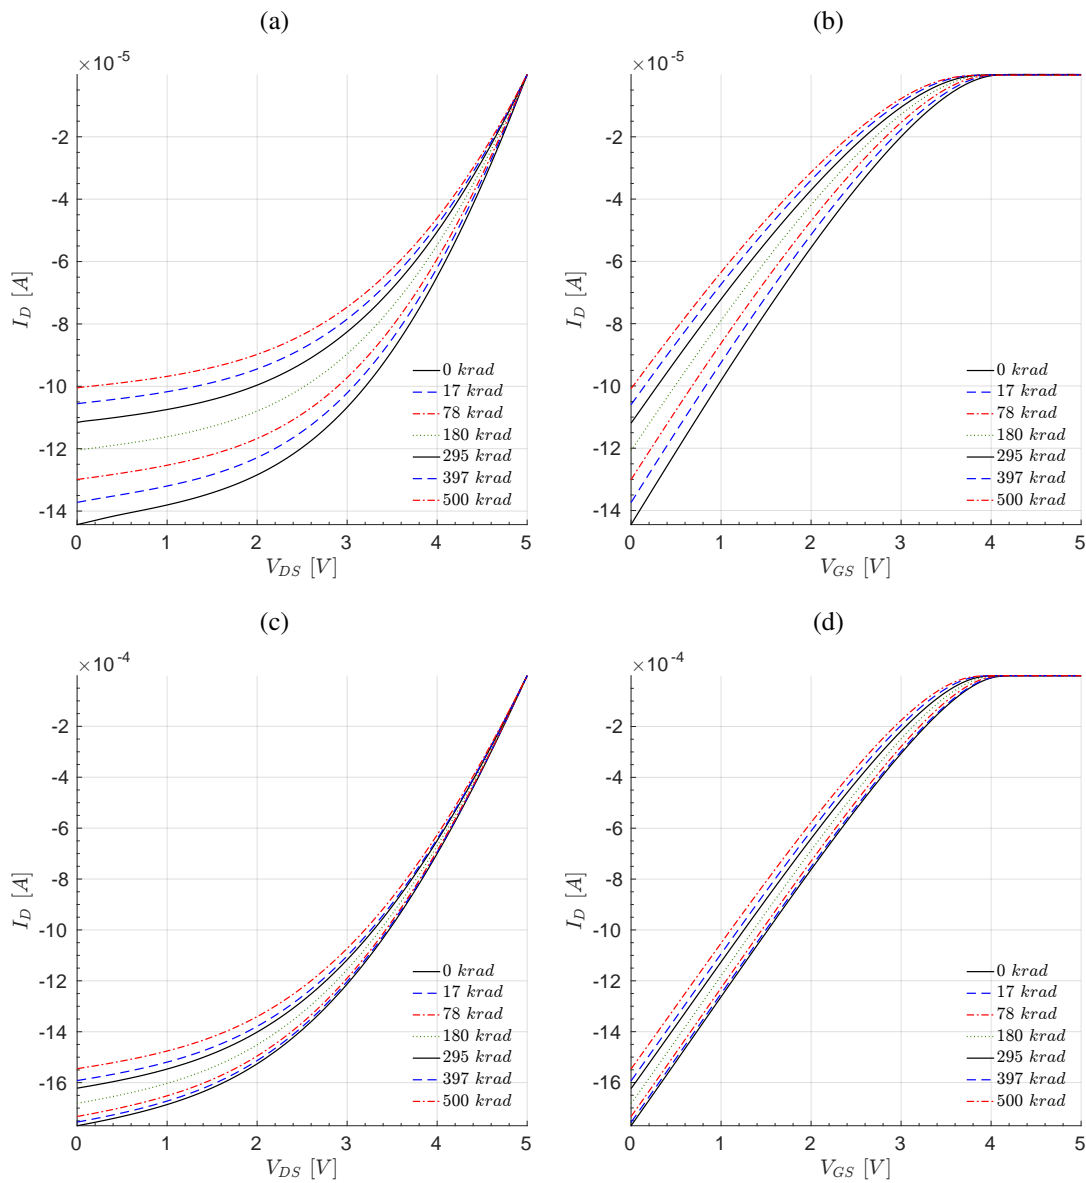 (a)
×10^-5
-2
-4
-6
-8
-10
-12
-14
I_D [A]
0 krad
17 krad
78 krad
180 krad
295 krad
397 krad
500 krad
0 1 2 3 4 5
V_DS [V]
(b)
×10^-5
-2
-4
-6
-8
-10
-12
-14
I_D [A]
0 krad
17 krad
78 krad
180 krad
295 krad
397 krad
500 krad
0 1 2 3 4 5
V_GS [V]
(c)
×10^-4
-2
-4
-6
-8
-10
-12
-14
-16
I_D [A]
0 krad
17 krad
78 krad
180 krad
295 krad
397 krad
500 krad
0 1 2 3 4 5
V_DS [V]
(d)
×10^-4
-2
-4
-6
-8
-10
-12
-14
-16
I_D [A]
0 krad
17 krad
78 krad
180 krad
295 krad
397 krad
500 krad
0 1 2 3 4 5
V_GS [V]